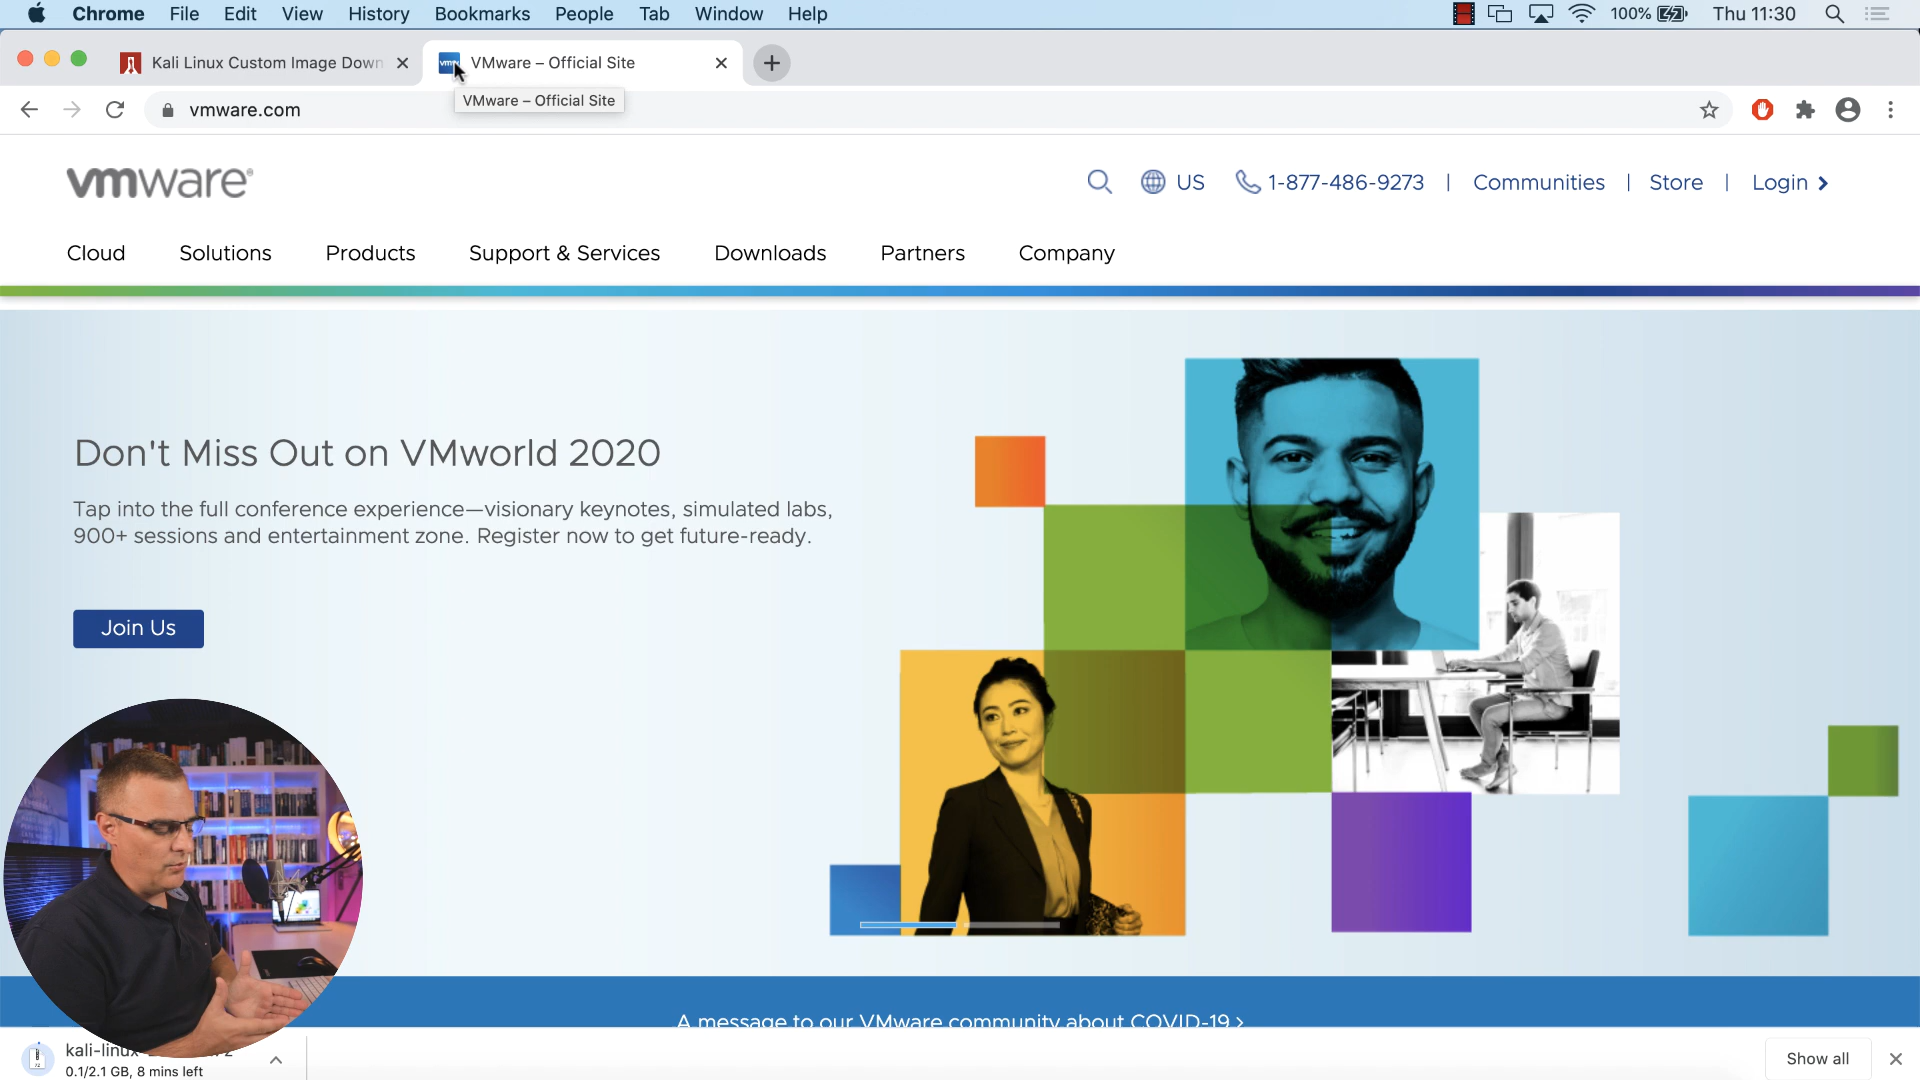 Chrome File Edit View History Bookmarks People Tab Window Help 100% Thu 11:30
Kali Linux Custom Image Down
VMware – Official Site
vmware.com
VMware – Official Site
vmware®
US 1-877-486-9273 | Communities | Store | Login
Cloud Solutions Products Support & Services Downloads Partners Company
Don't Miss Out on VMworld 2020
Tap into the full conference experience—visionary keynotes, simulated labs,
900+ sessions and entertainment zone. Register now to get future-ready.
Join Us
A message to our VMware community about COVID-19 >
kali-linux
0.1/2.1 GB, 8 mins left
Show all